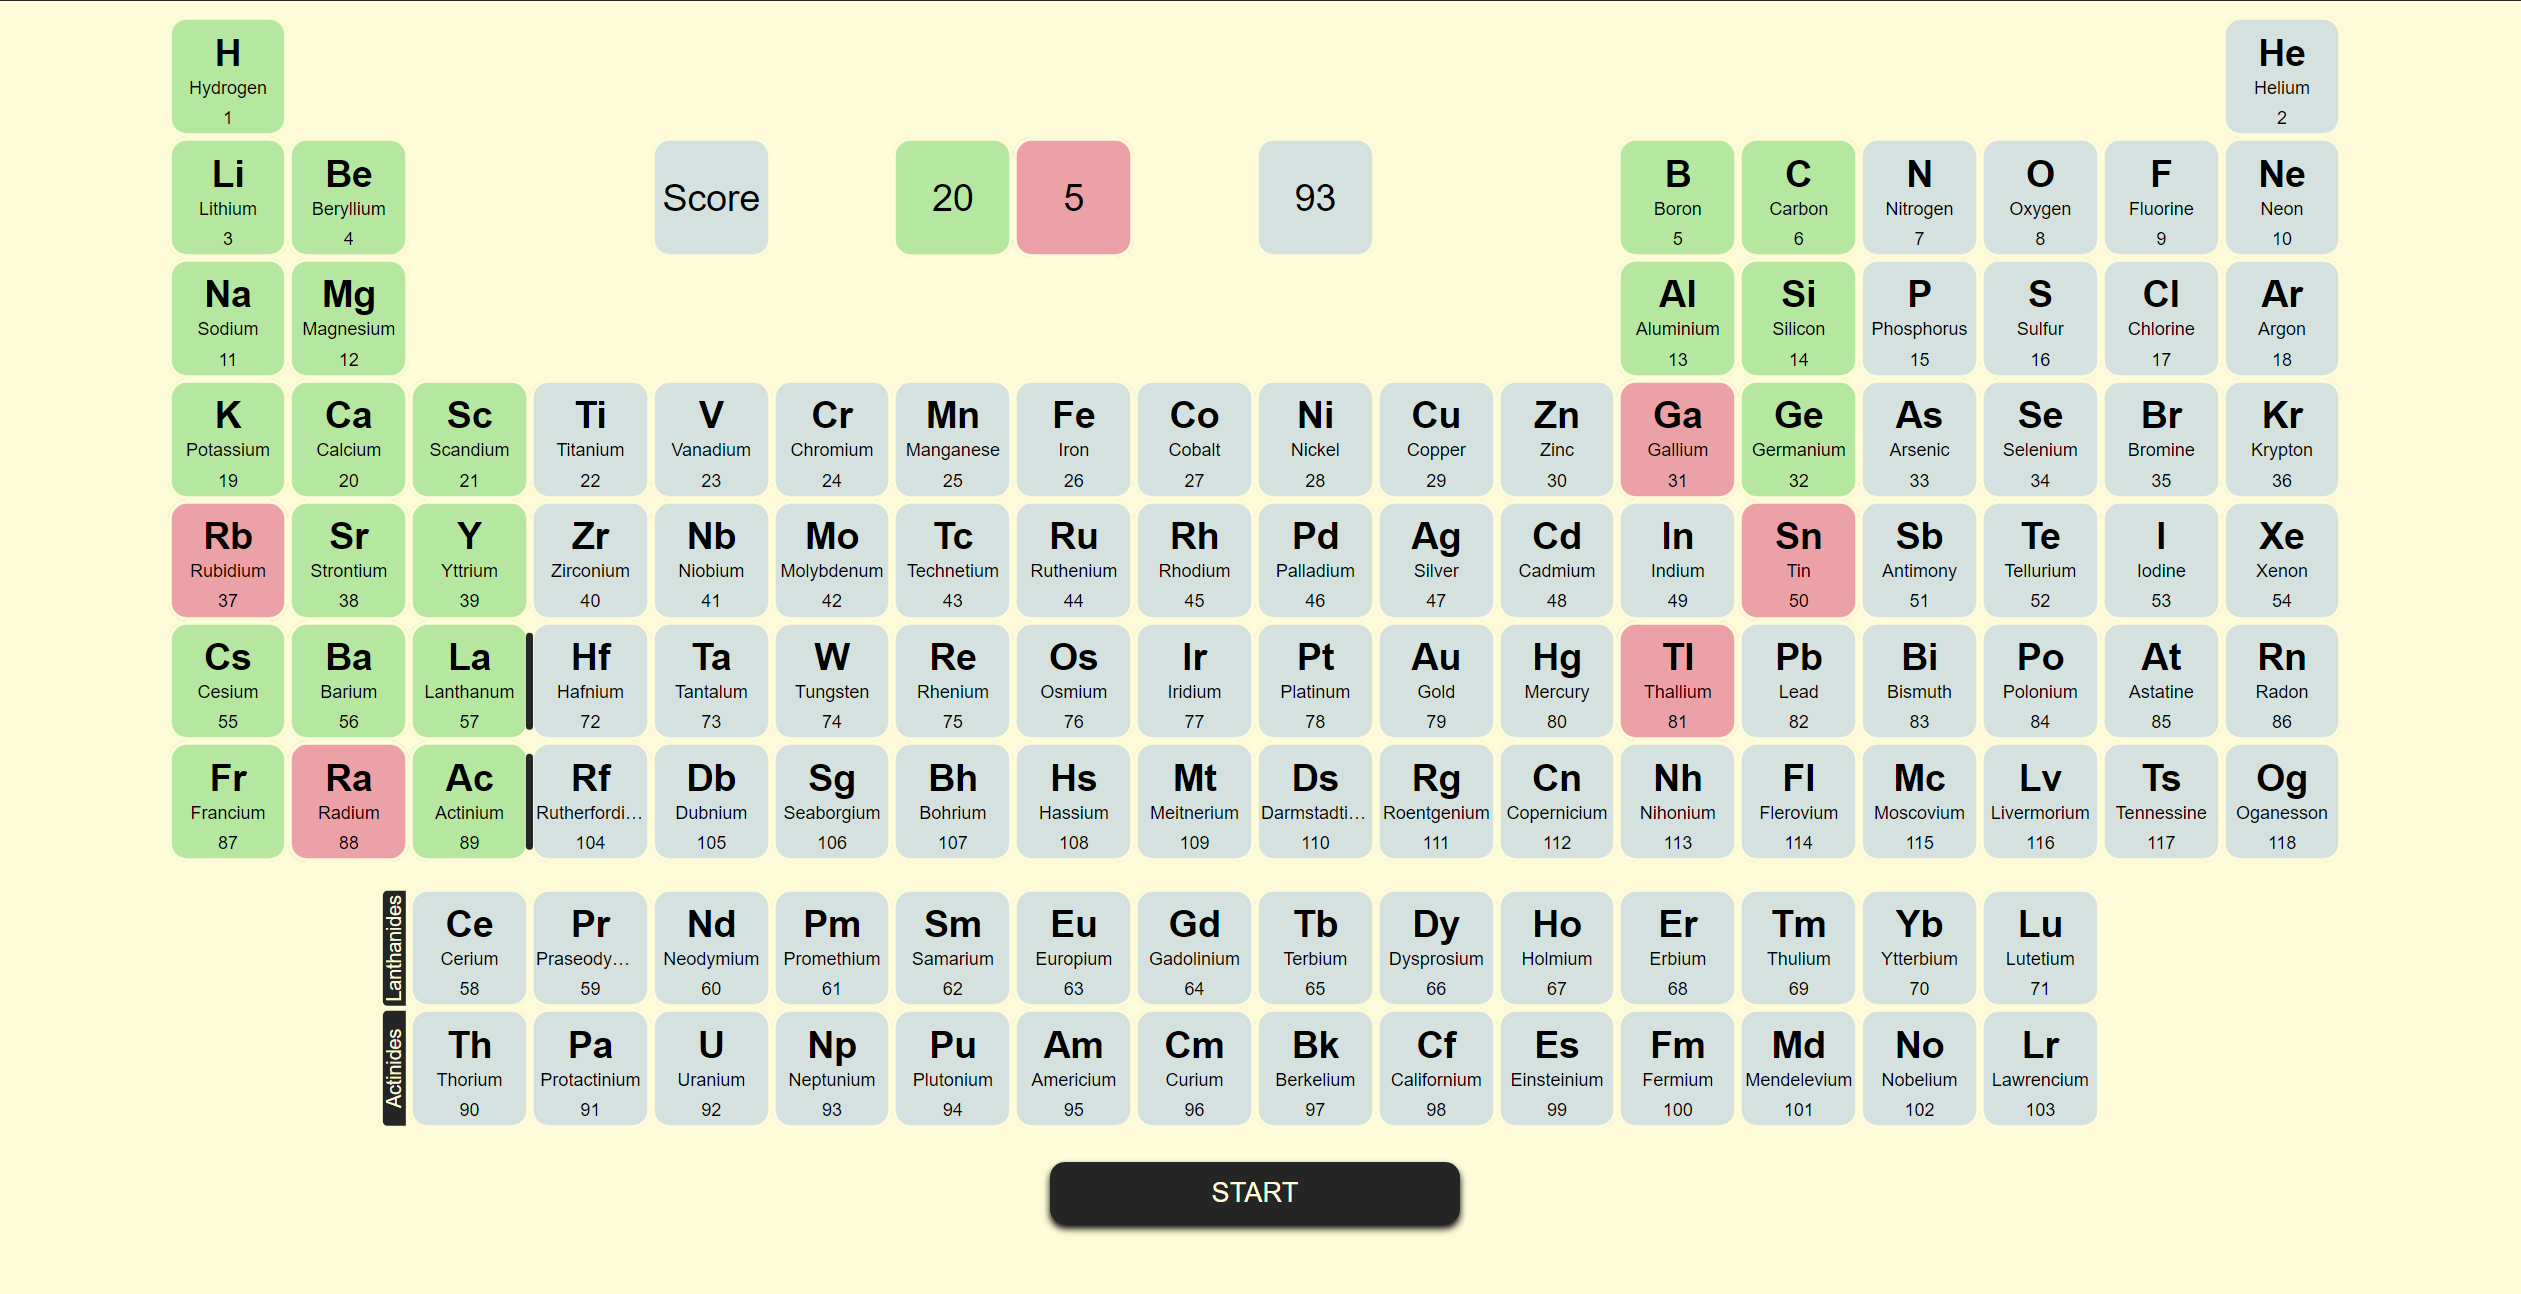 H He
Hydrogen Helium
1 2
Li Be Score 20 5 93 B C N O F Ne
Lithium Beryllium Boron Carbon Nitrogen Oxygen Fluorine Neon
3 4 5 6 7 8 9 10
Na Mg Al Si P S Cl Ar
Sodium Magnesium Aluminium Silicon Phosphorus Sulfur Chlorine Argon
11 12 13 14 15 16 17 18
K Ca Sc Ti V Cr Mn Fe Co Ni Cu Zn Ga Ge As Se Br Kr
Potassium Calcium Scandium Titanium Vanadium Chromium Manganese Iron Cobalt Nickel Copper Zinc Gallium Germanium Arsenic Selenium Bromine Krypton
19 20 21 22 23 24 25 26 27 28 29 30 31 32 33 34 35 36
Rb Sr Y Zr Nb Mo Tc Ru Rh Pd Ag Cd In Sn Sb Te I Xe
Rubidium Strontium Yttrium Zirconium Niobium Molybdenum Technetium Ruthenium Rhodium Palladium Silver Cadmium Indium Tin Antimony Tellurium Iodine Xenon
37 38 39 40 41 42 43 44 45 46 47 48 49 50 51 52 53 54
Cs Ba La Hf Ta W Re Os Ir Pt Au Hg Tl Pb Bi Po At Rn
Cesium Barium Lanthanum Hafnium Tantalum Tungsten Rhenium Osmium Iridium Platinum Gold Mercury Thallium Lead Bismuth Polonium Astatine Radon
55 56 57 72 73 74 75 76 77 78 79 80 81 82 83 84 85 86
Fr Ra Ac Rf Db Sg Bh Hs Mt Ds Rg Cn Nh Fl Mc Lv Ts Og
Francium Radium Actinium Rutherfordi… Dubnium Seaborgium Bohrium Hassium Meitnerium Darmstadti… Roentgenium Copernicium Nihonium Flerovium Moscovium Livermorium Tennessine Oganesson
87 88 89 104 105 106 107 108 109 110 111 112 113 114 115 116 117 118
Lanthanides
Ce Pr Nd Pm Sm Eu Gd Tb Dy Ho Er Tm Yb Lu
Cerium Praseody… Neodymium Promethium Samarium Europium Gadolinium Terbium Dysprosium Holmium Erbium Thulium Ytterbium Lutetium
58 59 60 61 62 63 64 65 66 67 68 69 70 71
Actinides
Th Pa U Np Pu Am Cm Bk Cf Es Fm Md No Lr
Thorium Protactinium Uranium Neptunium Plutonium Americium Curium Berkelium Californium Einsteinium Fermium Mendelevium Nobelium Lawrencium
90 91 92 93 94 95 96 97 98 99 100 101 102 103
START